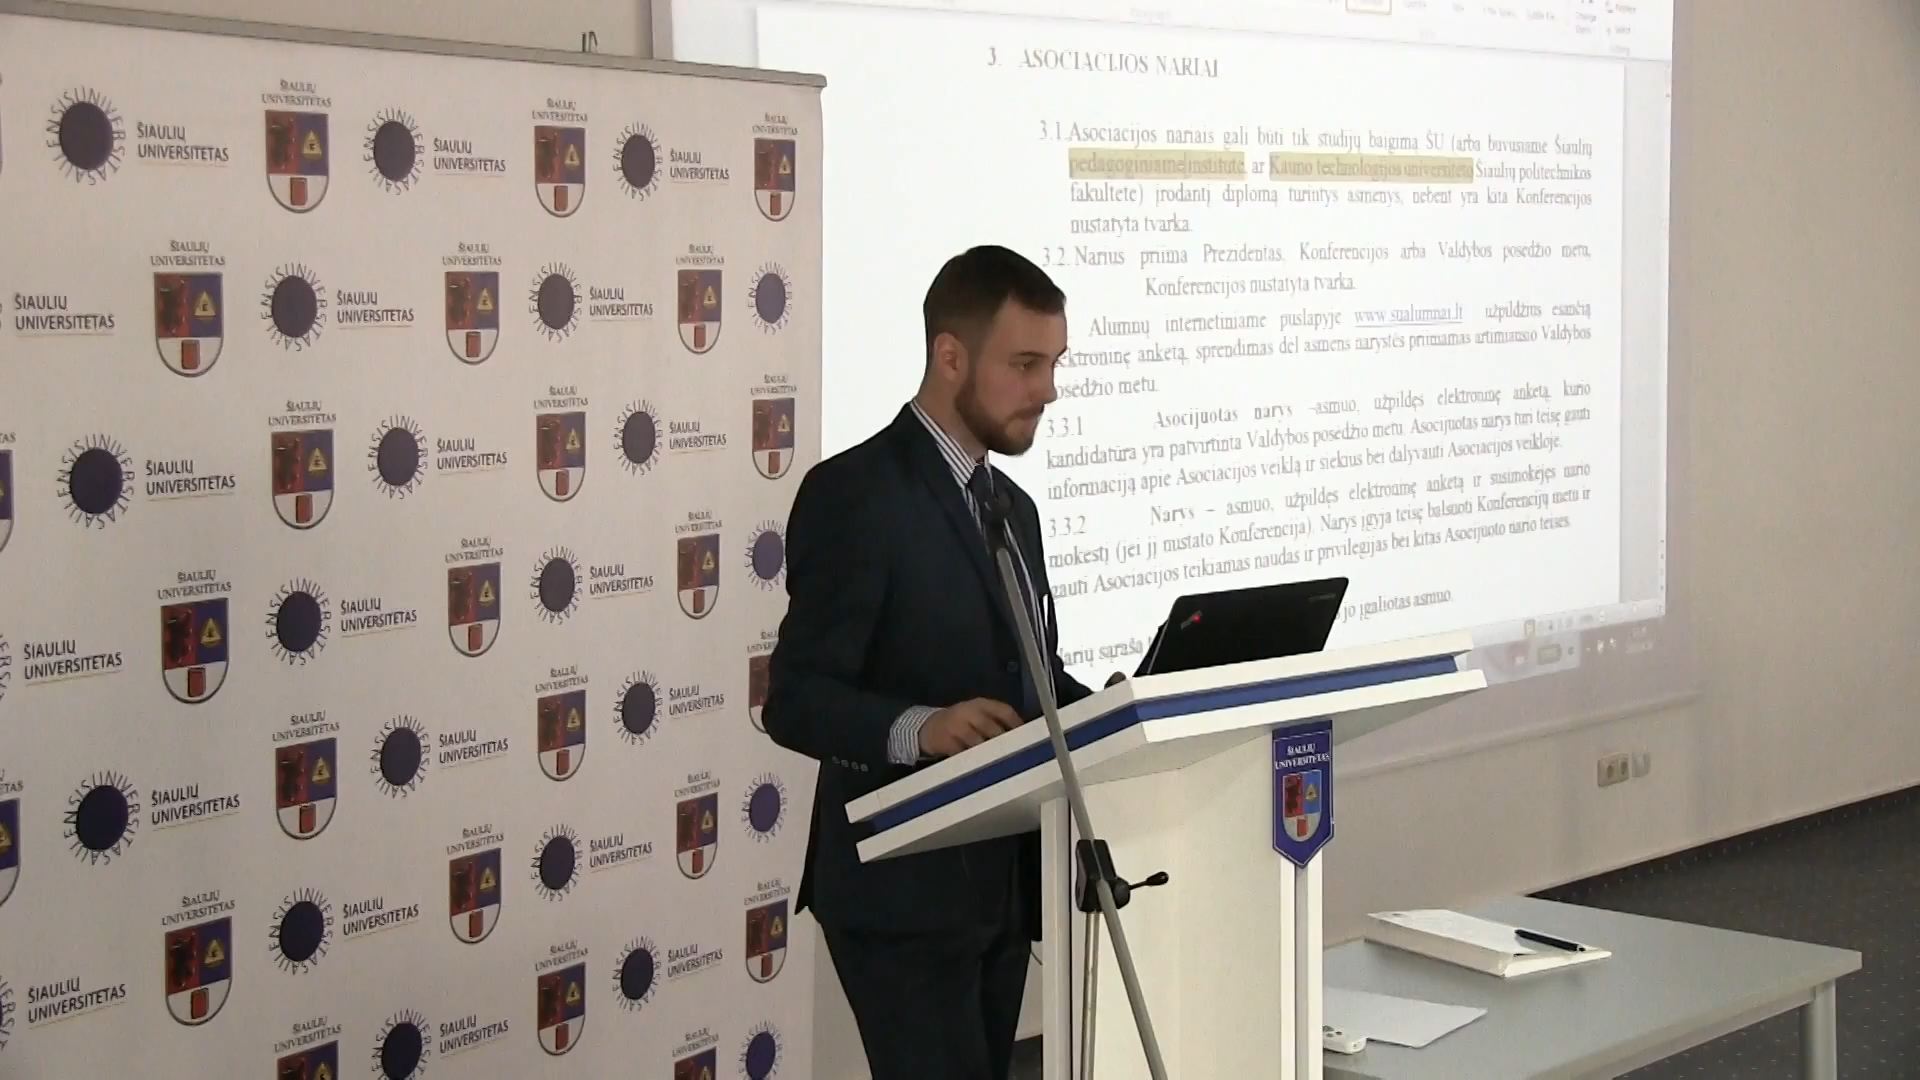 3. ASOCIACIJOS NARIAI
3.1. Asociacijos nariais gali būti tik studijų baigimą ŠU (arba buvusiame Šiaulių
pedagoginiame institute, ar Kauno technologijos universiteto Šiaulių politechnikos
fakultete) įrodantį diplomą turintys asmenys, nebent yra kita Konferencijos
nustatyta tvarka.
3.2. Narius priima Prezidentas, Konferencijos arba Valdybos posėdžio metu,
Konferencijos nustatyta tvarka.
Alumnų internetiniame puslapyje www.sualumnai.lt užpildžius esančią
elektroninę anketą, sprendimas dėl asmens narystės priimamas artimiausio Valdybos
posėdžio metu.
3.3.1 Asocijuotas narys –asmuo, užpildęs elektroninę anketą, kurio
kandidatūra yra patvirtinta Valdybos posėdžio metu. Asocijuotas narys turi teisę gauti
informaciją apie Asociacijos veiklą ir siekius bei dalyvauti Asociacijos veikloje.
3.3.2 Narys – asmuo, užpildęs elektroninę anketą ir susimokėjęs nario
mokestį (jei jį nustato Konferencija). Narys įgyja teisę balsuoti Konferencijų metu ir
gauti Asociacijos teikiamas naudas ir privilegijas bei kitas Asocijuoto nario teises.
narių sąrašą jo įgaliotas asmuo.
ŠIAULIŲ
UNIVERSITETAS
ŠIAULIŲ
UNIVERSITETAS
UNIVERSITAS SAULENSIS
ŠIAULIŲ
UNIVERSITETAS